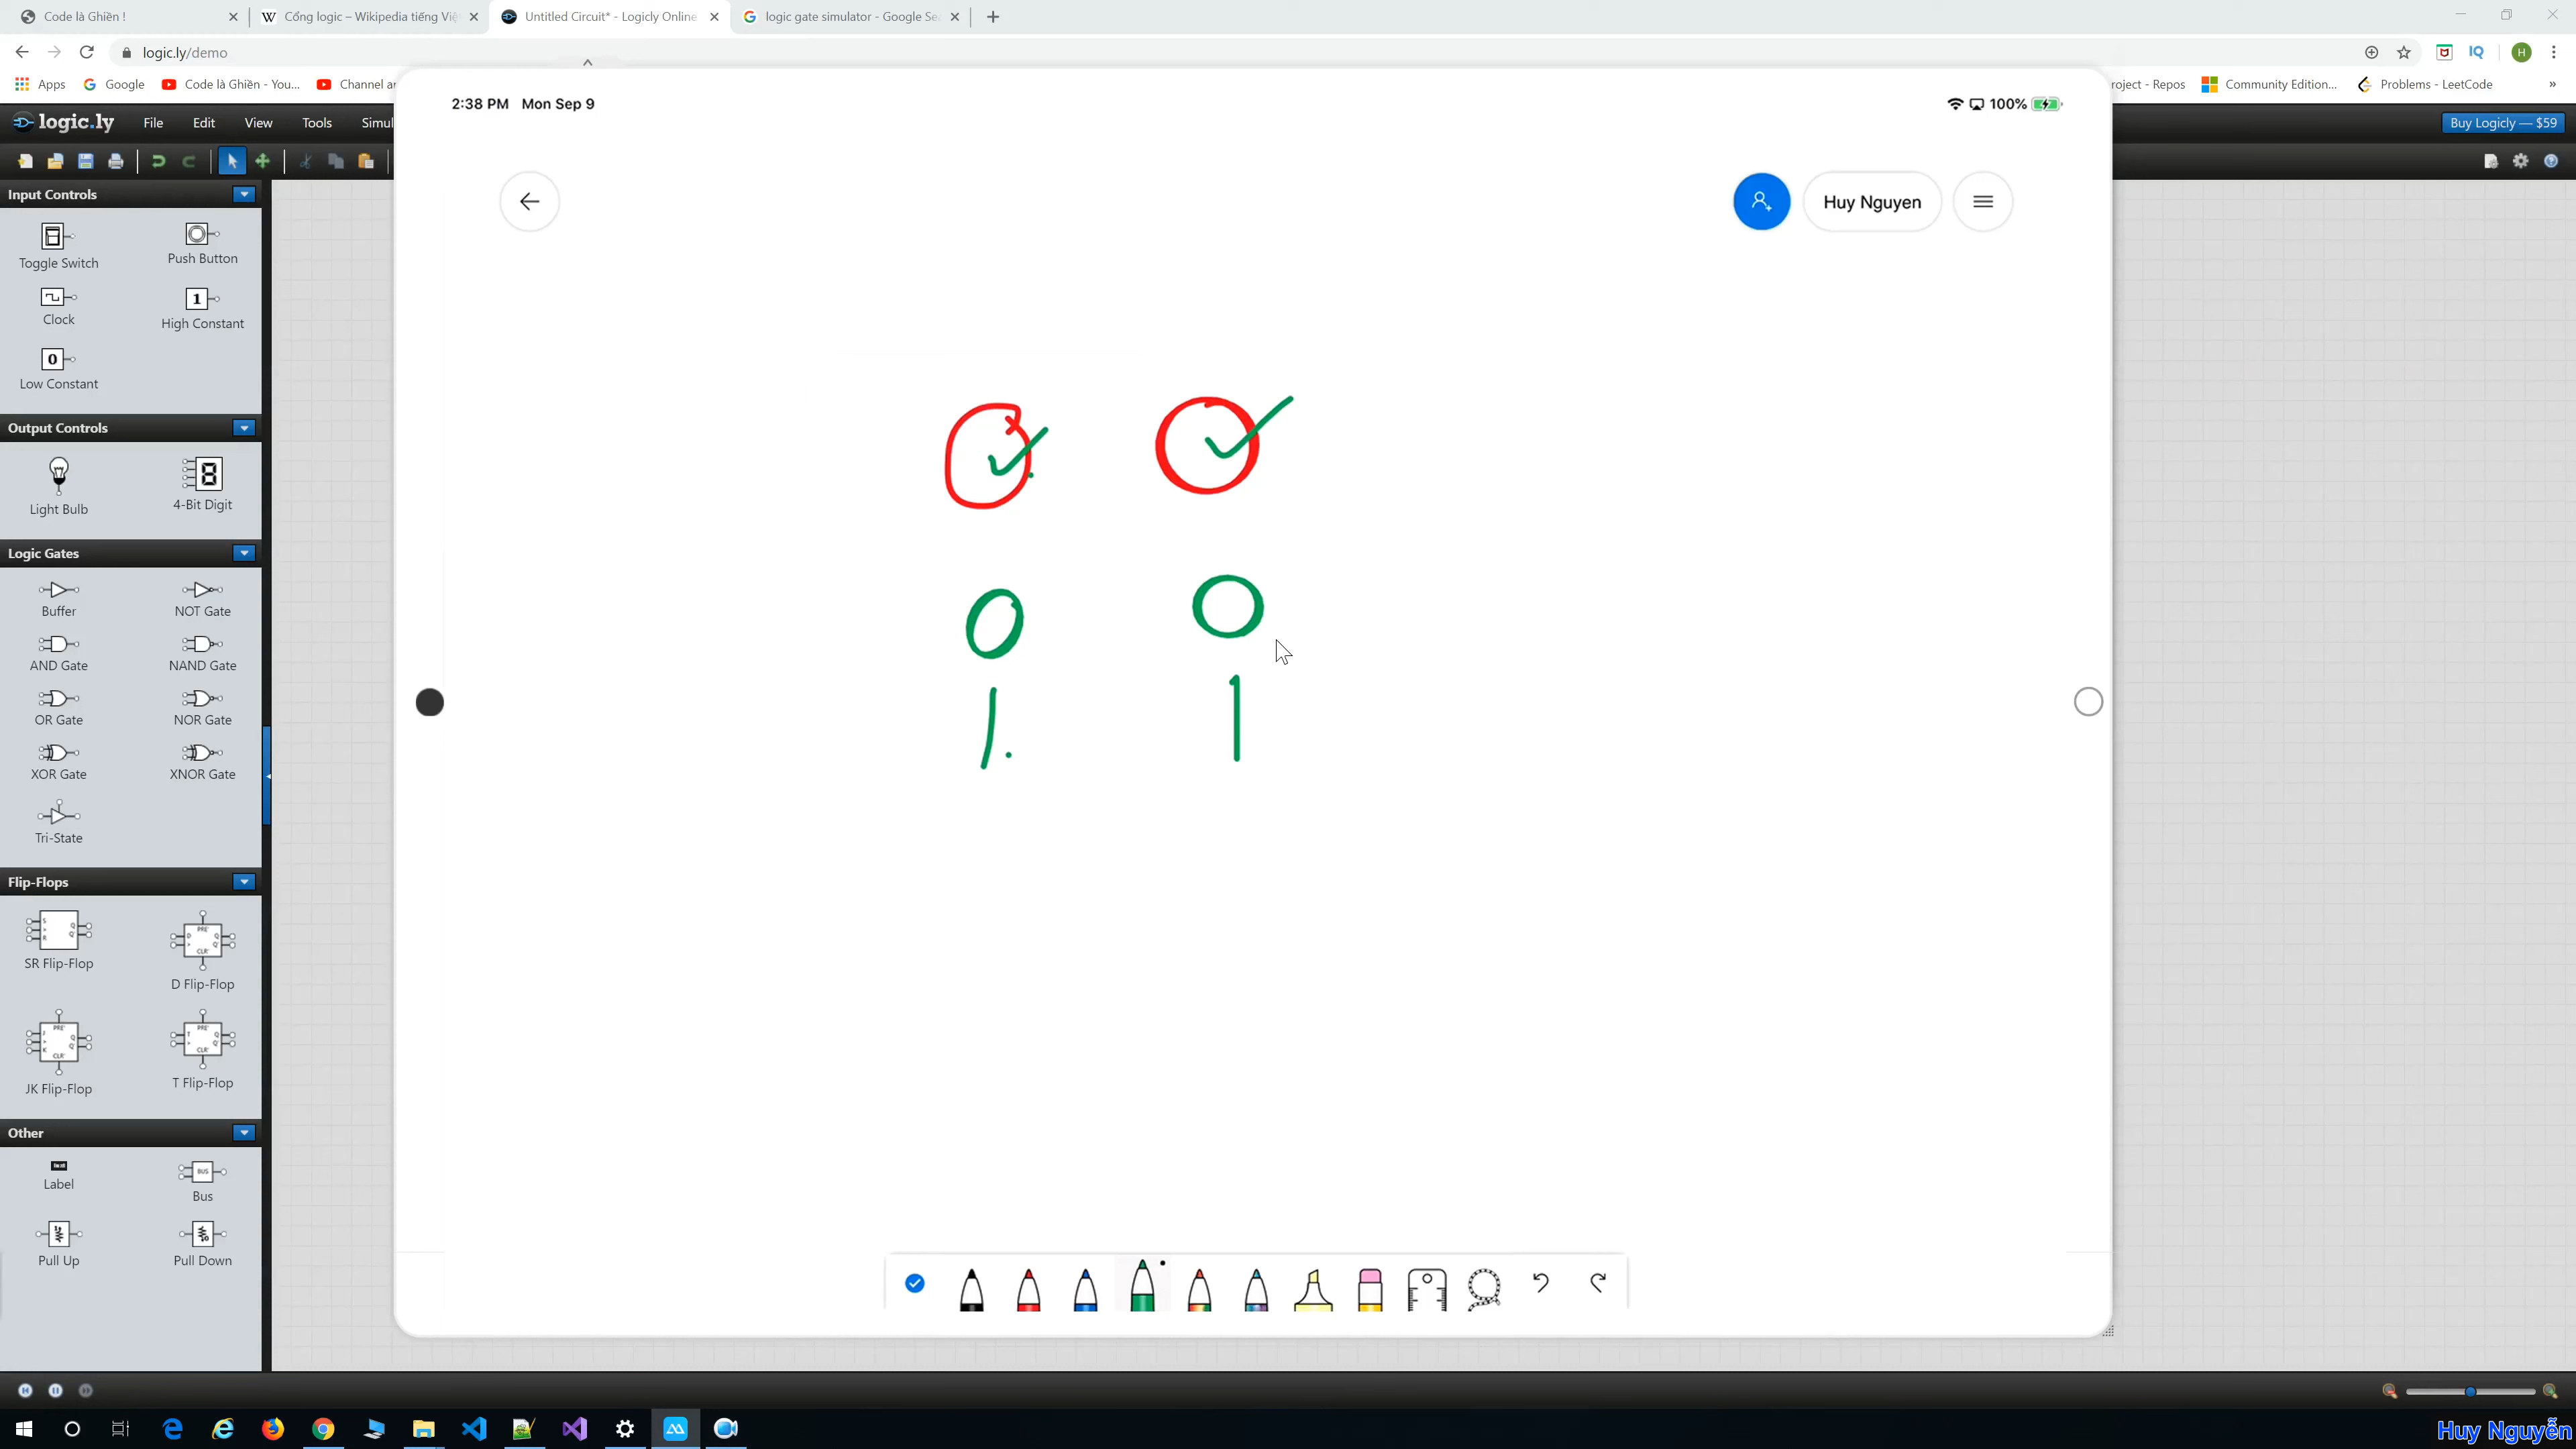 Code là Ghiền !
Cổng logic – Wikipedia tiếng Việ
Untitled Circuit* - Logicly Online
logic gate simulator - Google Sea
logic.ly/demo
Apps
Google
Code là Ghiền - You...
Channel an
roject - Repos
Community Edition...
Problems - LeetCode
2:38 PM Mon Sep 9
100%
logic.ly
File Edit View Tools Simul
Buy Logicly — $59
Huy Nguyen
Input Controls
Toggle Switch
Push Button
Clock
1
High Constant
0
Low Constant
Output Controls
Light Bulb
8
4-Bit Digit
Logic Gates
Buffer
NOT Gate
AND Gate
NAND Gate
OR Gate
NOR Gate
XOR Gate
XNOR Gate
Tri-State
Flip-Flops
SR Flip-Flop
D Flip-Flop
JK Flip-Flop
T Flip-Flop
Other
Label
BUS
Bus
Pull Up
Pull Down
0 0
1. 1
Huy Nguyễn